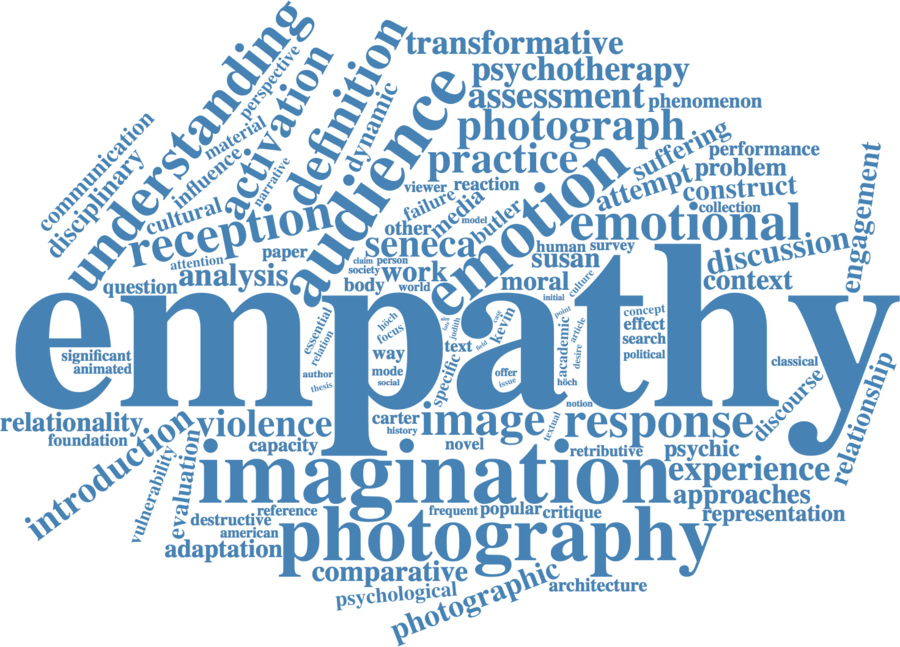 understanding
perspective
communication
disciplinary
material
influence
cultural
activation
narrative
definition
dynamic
audience
transformative
psychotherapy
assessment
phenomenon
photograph
practice
suffering
performance
viewer
reaction
failure
media
model
butler
other
emotion
attempt
problem
construct
collection
emotional
engagement
reception
attention
paper
question
analysis
seneca
claim
person
society
work
body
world
human
survey
susan
moral
culture
initial
discussion
context
empathy
significant
animated
essential
relation
author
thesis
höch
focus
way
mode
social
judith
text
field
specific
kevin
offer
issue
point
academic
article
desire
höch
concept
effect
search
political
notion
classical
discourse
relationship
relationality
foundation
introduction
violence
capacity
carter
history
image
novel
textual
response
retributive
psychic
vulnerability
evaluation
imagination
experience
approaches
representation
reference
destructive
american
adaptation
frequent
popular
critique
photography
comparative
psychological
photographic
architecture